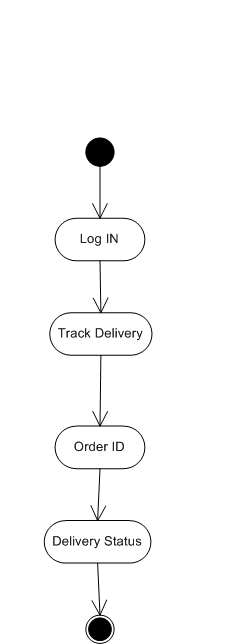 Log IN
Track Delivery
Order ID
Delivery Status